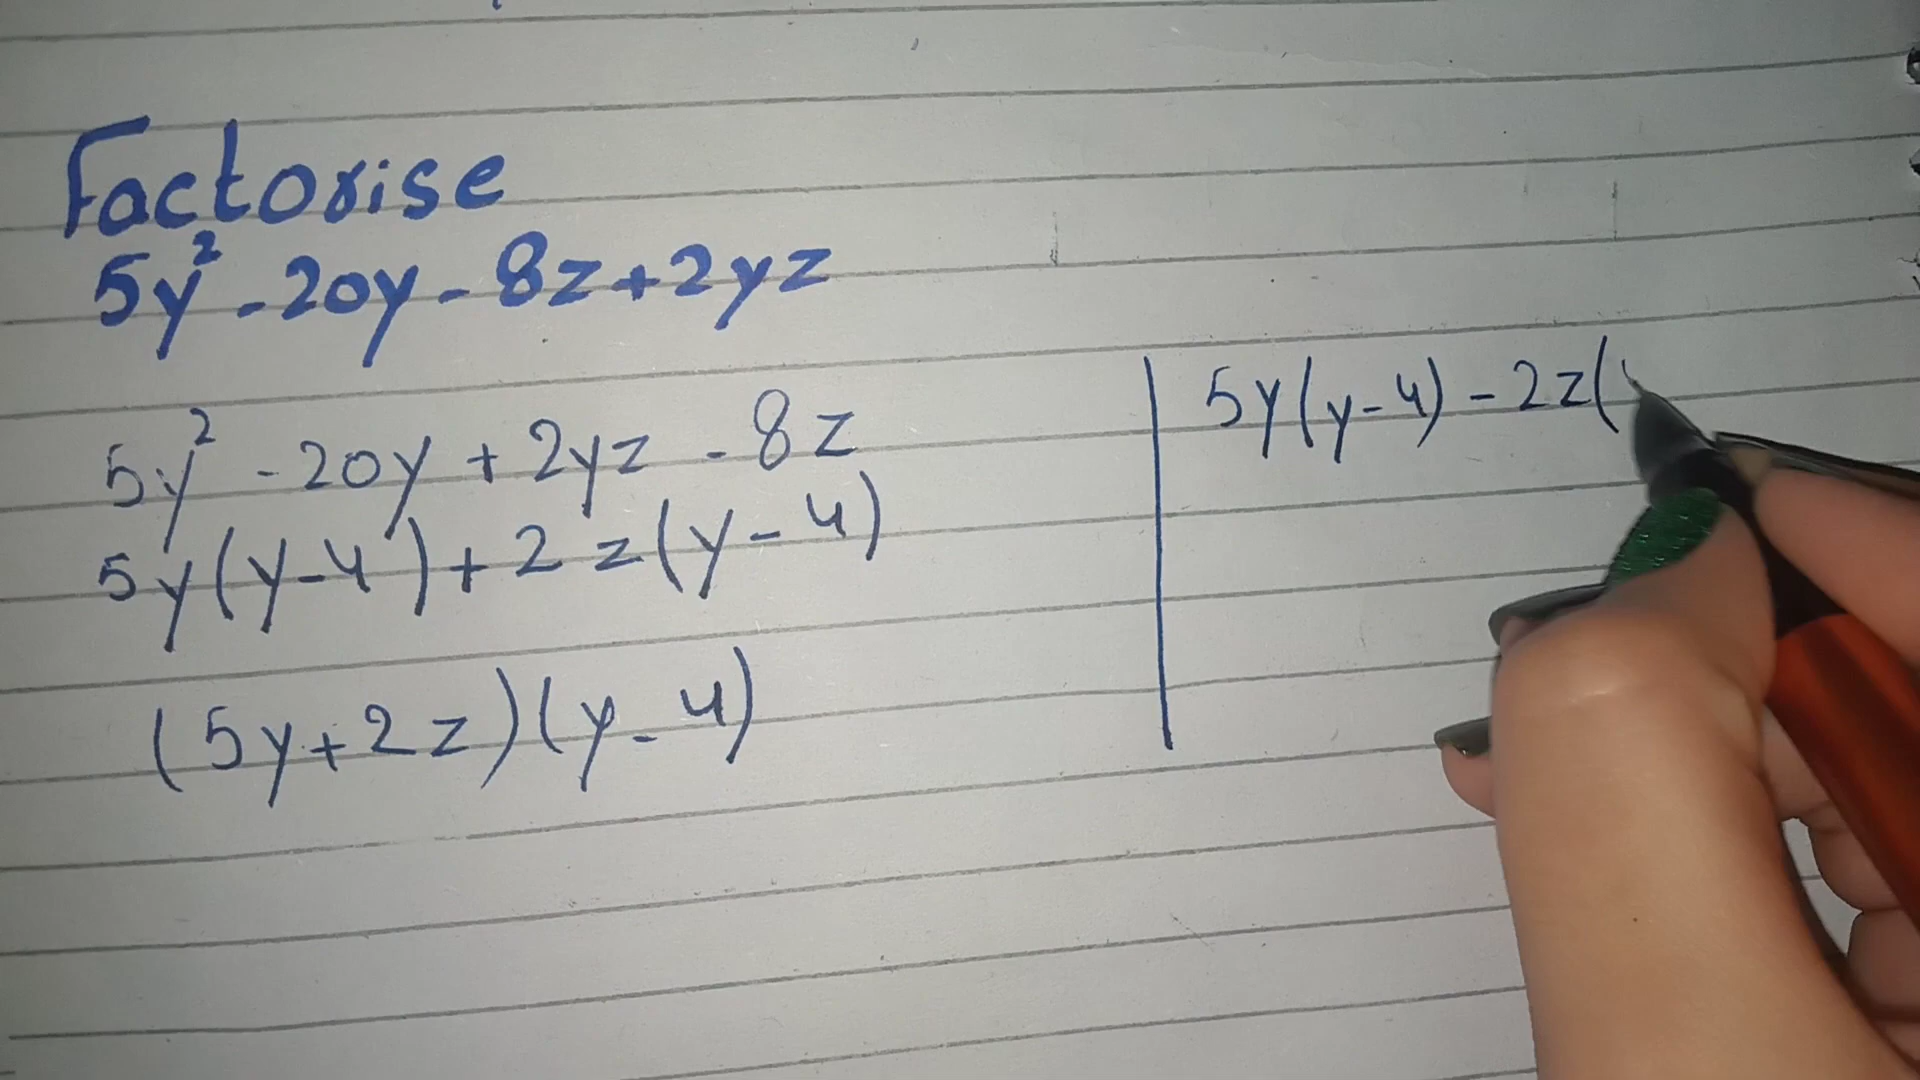 Factorise
5y² - 20y - 8z + 2yz
5y² - 20y + 2yz - 8z
5y(y-4) + 2z(y-4)
(5y+2z)(y-4)
5y(y-4) - 2z(